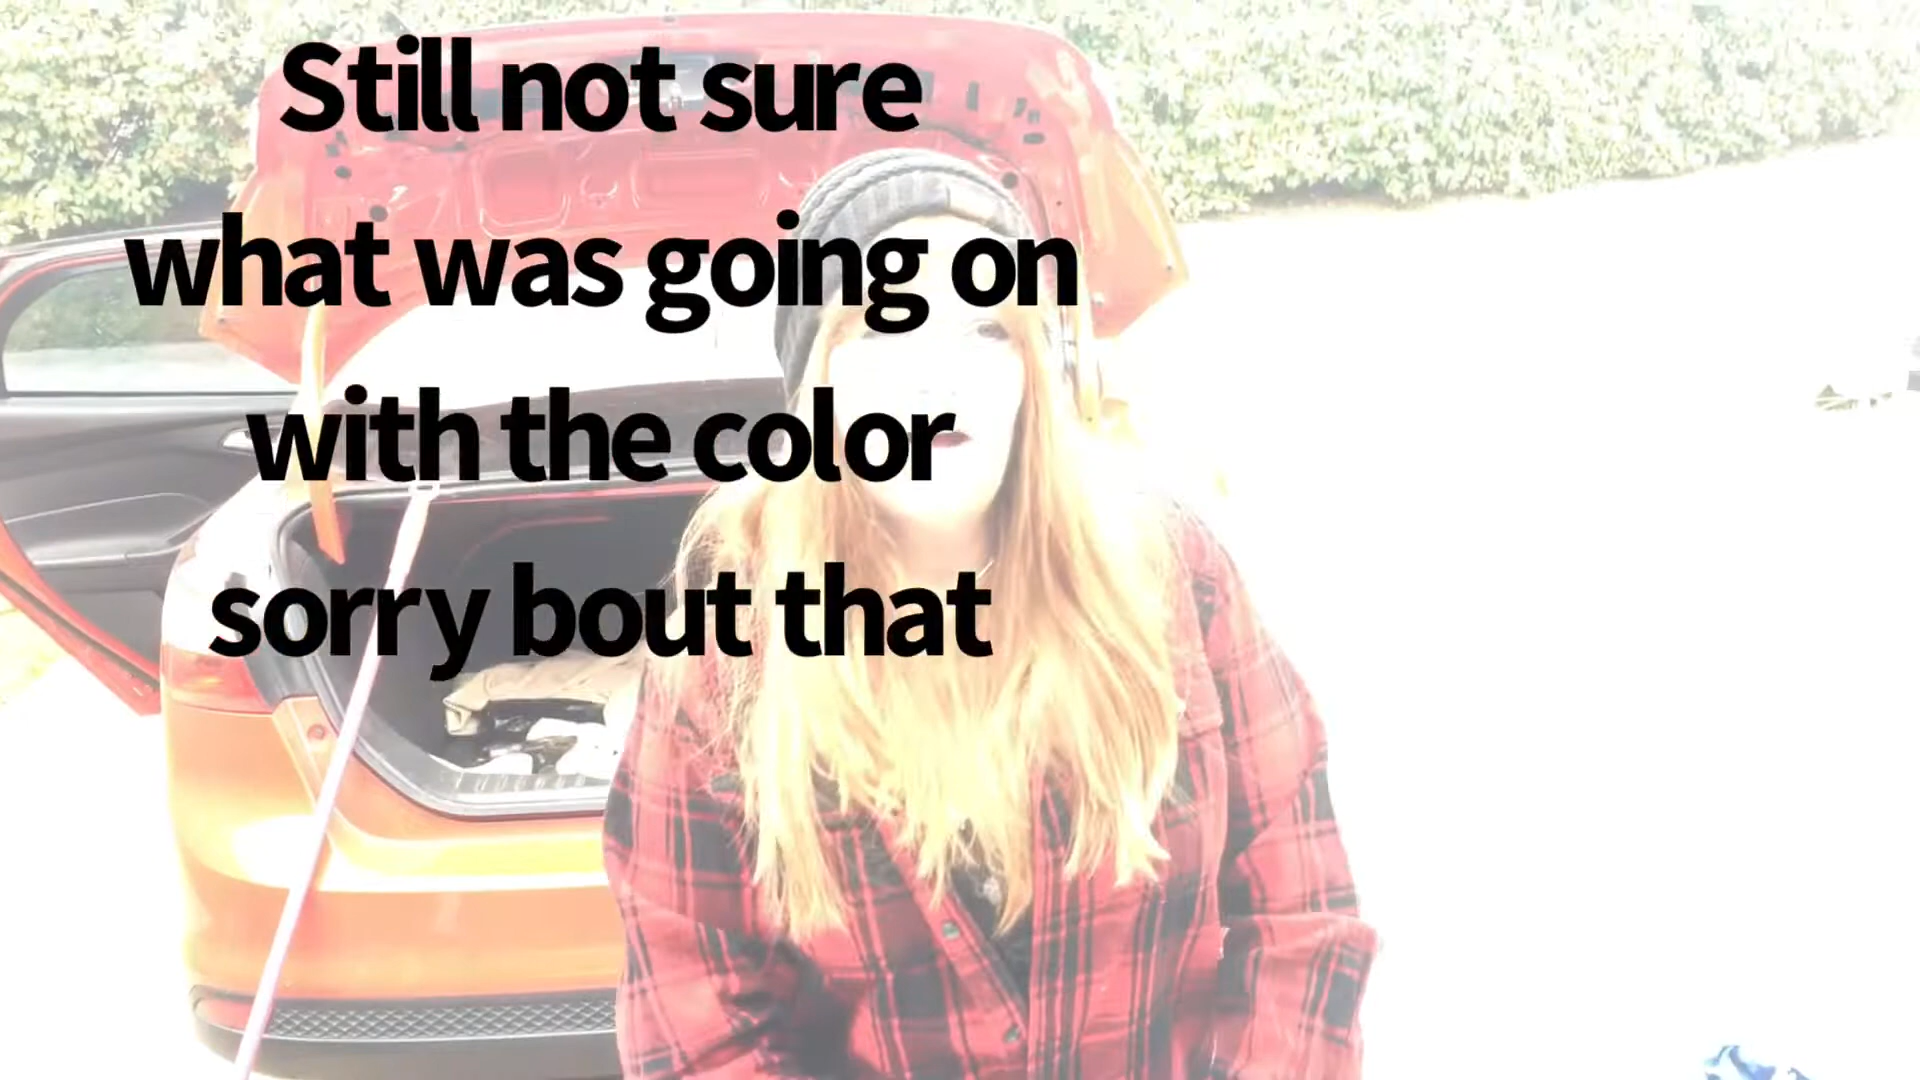 Still not sure
what was going on
with the color
sorry bout that